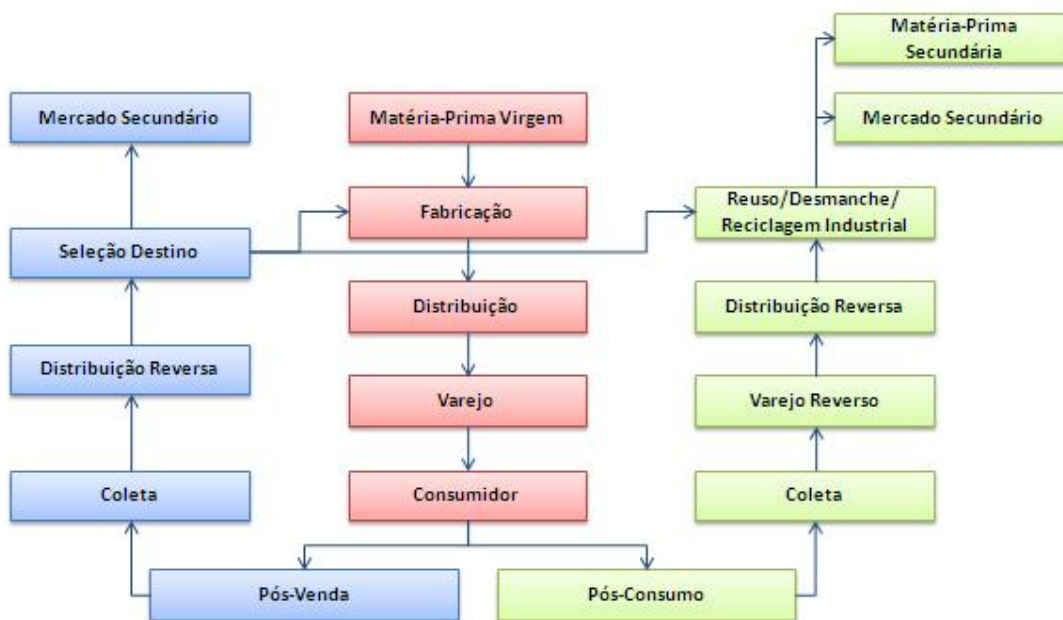 Matéria-Prima
Secundária
Mercado Secundário
Matéria-Prima Virgem
Mercado Secundário
Fabricação
Reuso/Desmanche/
Reciclagem Industrial
Seleção Destino
Distribuição
Distribuição Reversa
Distribuição Reversa
Varejo
Varejo Reverso
Coleta
Consumidor
Coleta
Pós-Venda
Pós-Consumo